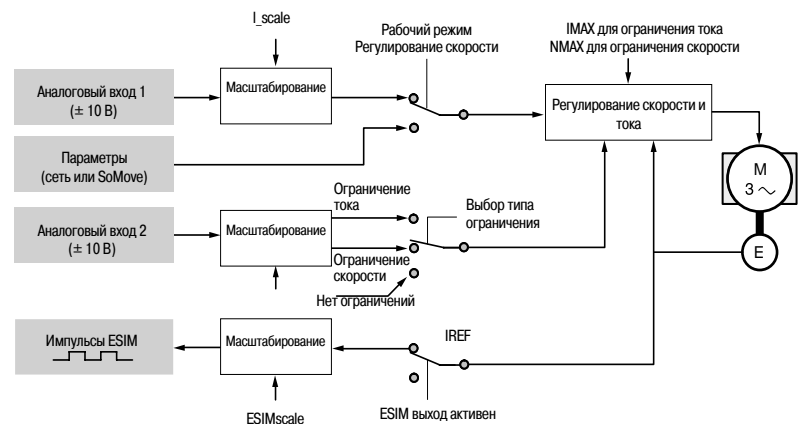 I_scale
Рабочий режим
Регулирование скорости
IMAX для ограничения тока
NMAX для ограничения скорости
Аналоговый вход 1
(± 10 В)
Масштабирование
Регулирование скорости и
тока
Параметры
(сеть или SoMove)
M
3 ~
Ограничение
тока
Выбор типа
ограничения
Аналоговый вход 2
(± 10 В)
Масштабирование
E
Ограничение
скорости
Нет ограничений
Импульсы ESIM
Масштабирование
IREF
ESIMscale
ESIM выход активен